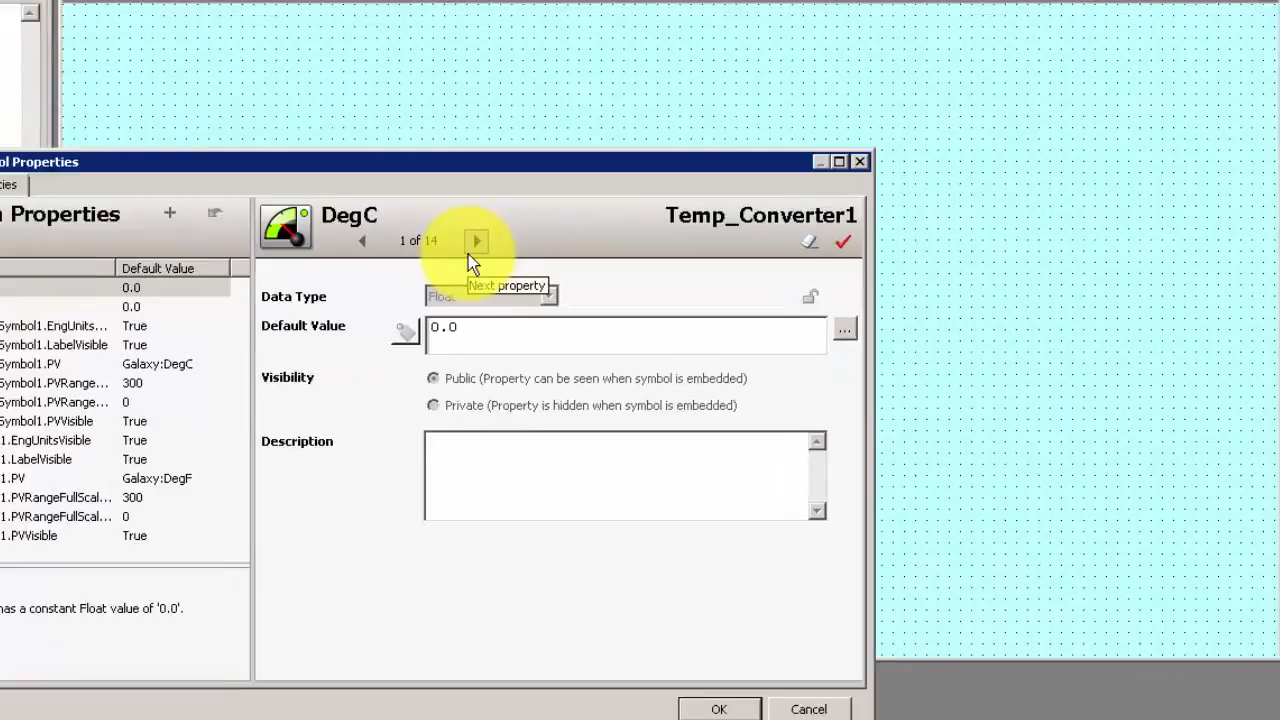 ol Properties
ties
n Properties
DegC
Temp_Converter1
1 of 14
Next property
Default Value
0.0
0.0
Symbol1.EngUnits... True
Symbol1.LabelVisible True
Symbol1.PV Galaxy:DegC
Symbol1.PVRange... 300
Symbol1.PVRange... 0
Symbol1.PVVisible True
1.EngUnitsVisible True
1.LabelVisible True
1.PV Galaxy:DegF
1.PVRangeFullScal... 300
1.PVRangeFullScal... 0
1.PVVisible True
has a constant Float value of '0.0'.
Data Type Float
Default Value 0.0
...
Visibility
Public (Property can be seen when symbol is embedded)
Private (Property is hidden when symbol is embedded)
Description
OK Cancel